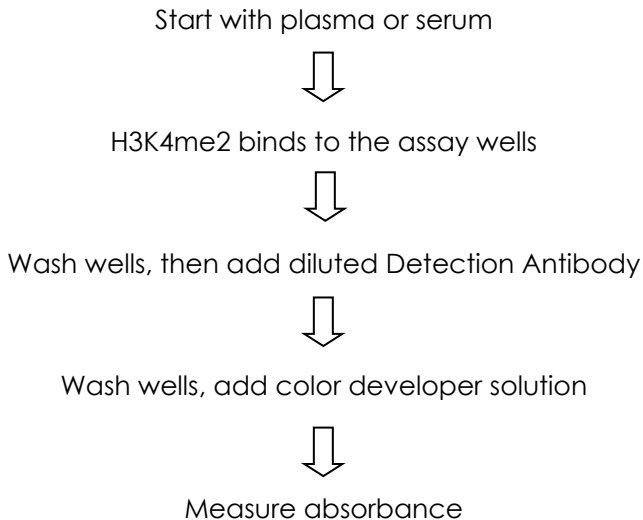 Start with plasma or serum
H3K4me2 binds to the assay wells
Wash wells, then add diluted Detection Antibody
Wash wells, add color developer solution
Measure absorbance